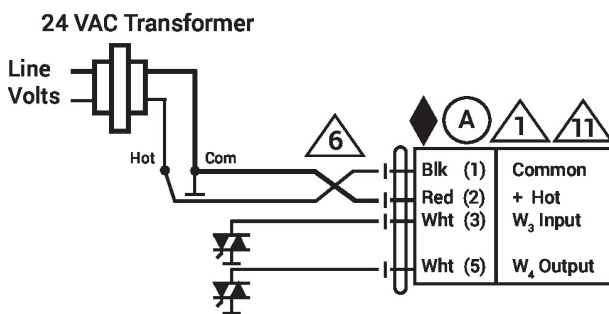 24 VAC Transformer
Line
Volts
Hot
Com
6
A
1
11
Blk (1) Common
Red (2) + Hot
Wht (3) W₃ Input
Wht (5) W₄ Output